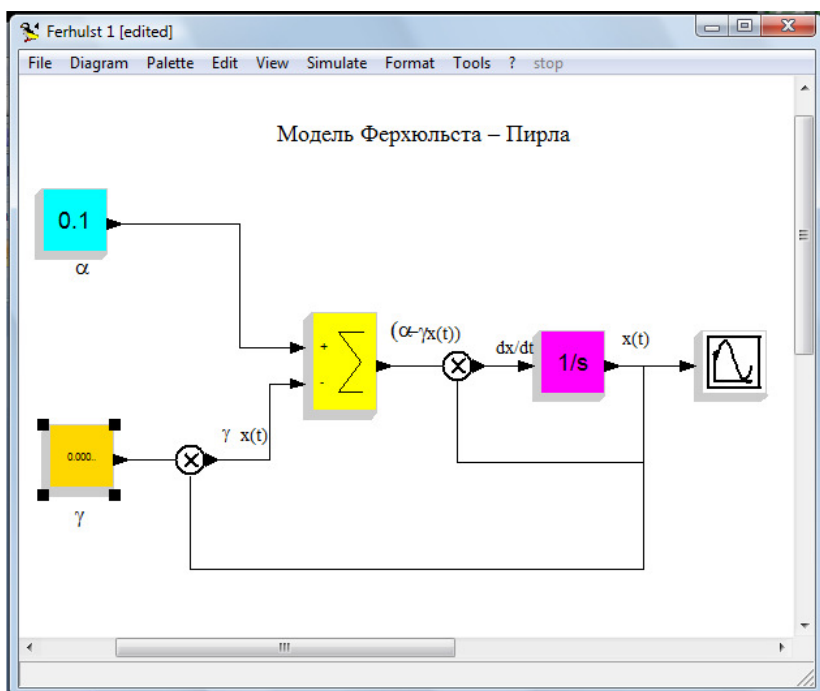 Ferhulst 1 [edited]
File Diagram Palette Edit View Simulate Format Tools ? stop
Модель Ферхюльста – Пирла
0.1
α
+
-
(α-γx(t))
dx/dt
1/s
x(t)
γ x(t)
0.000..
γ